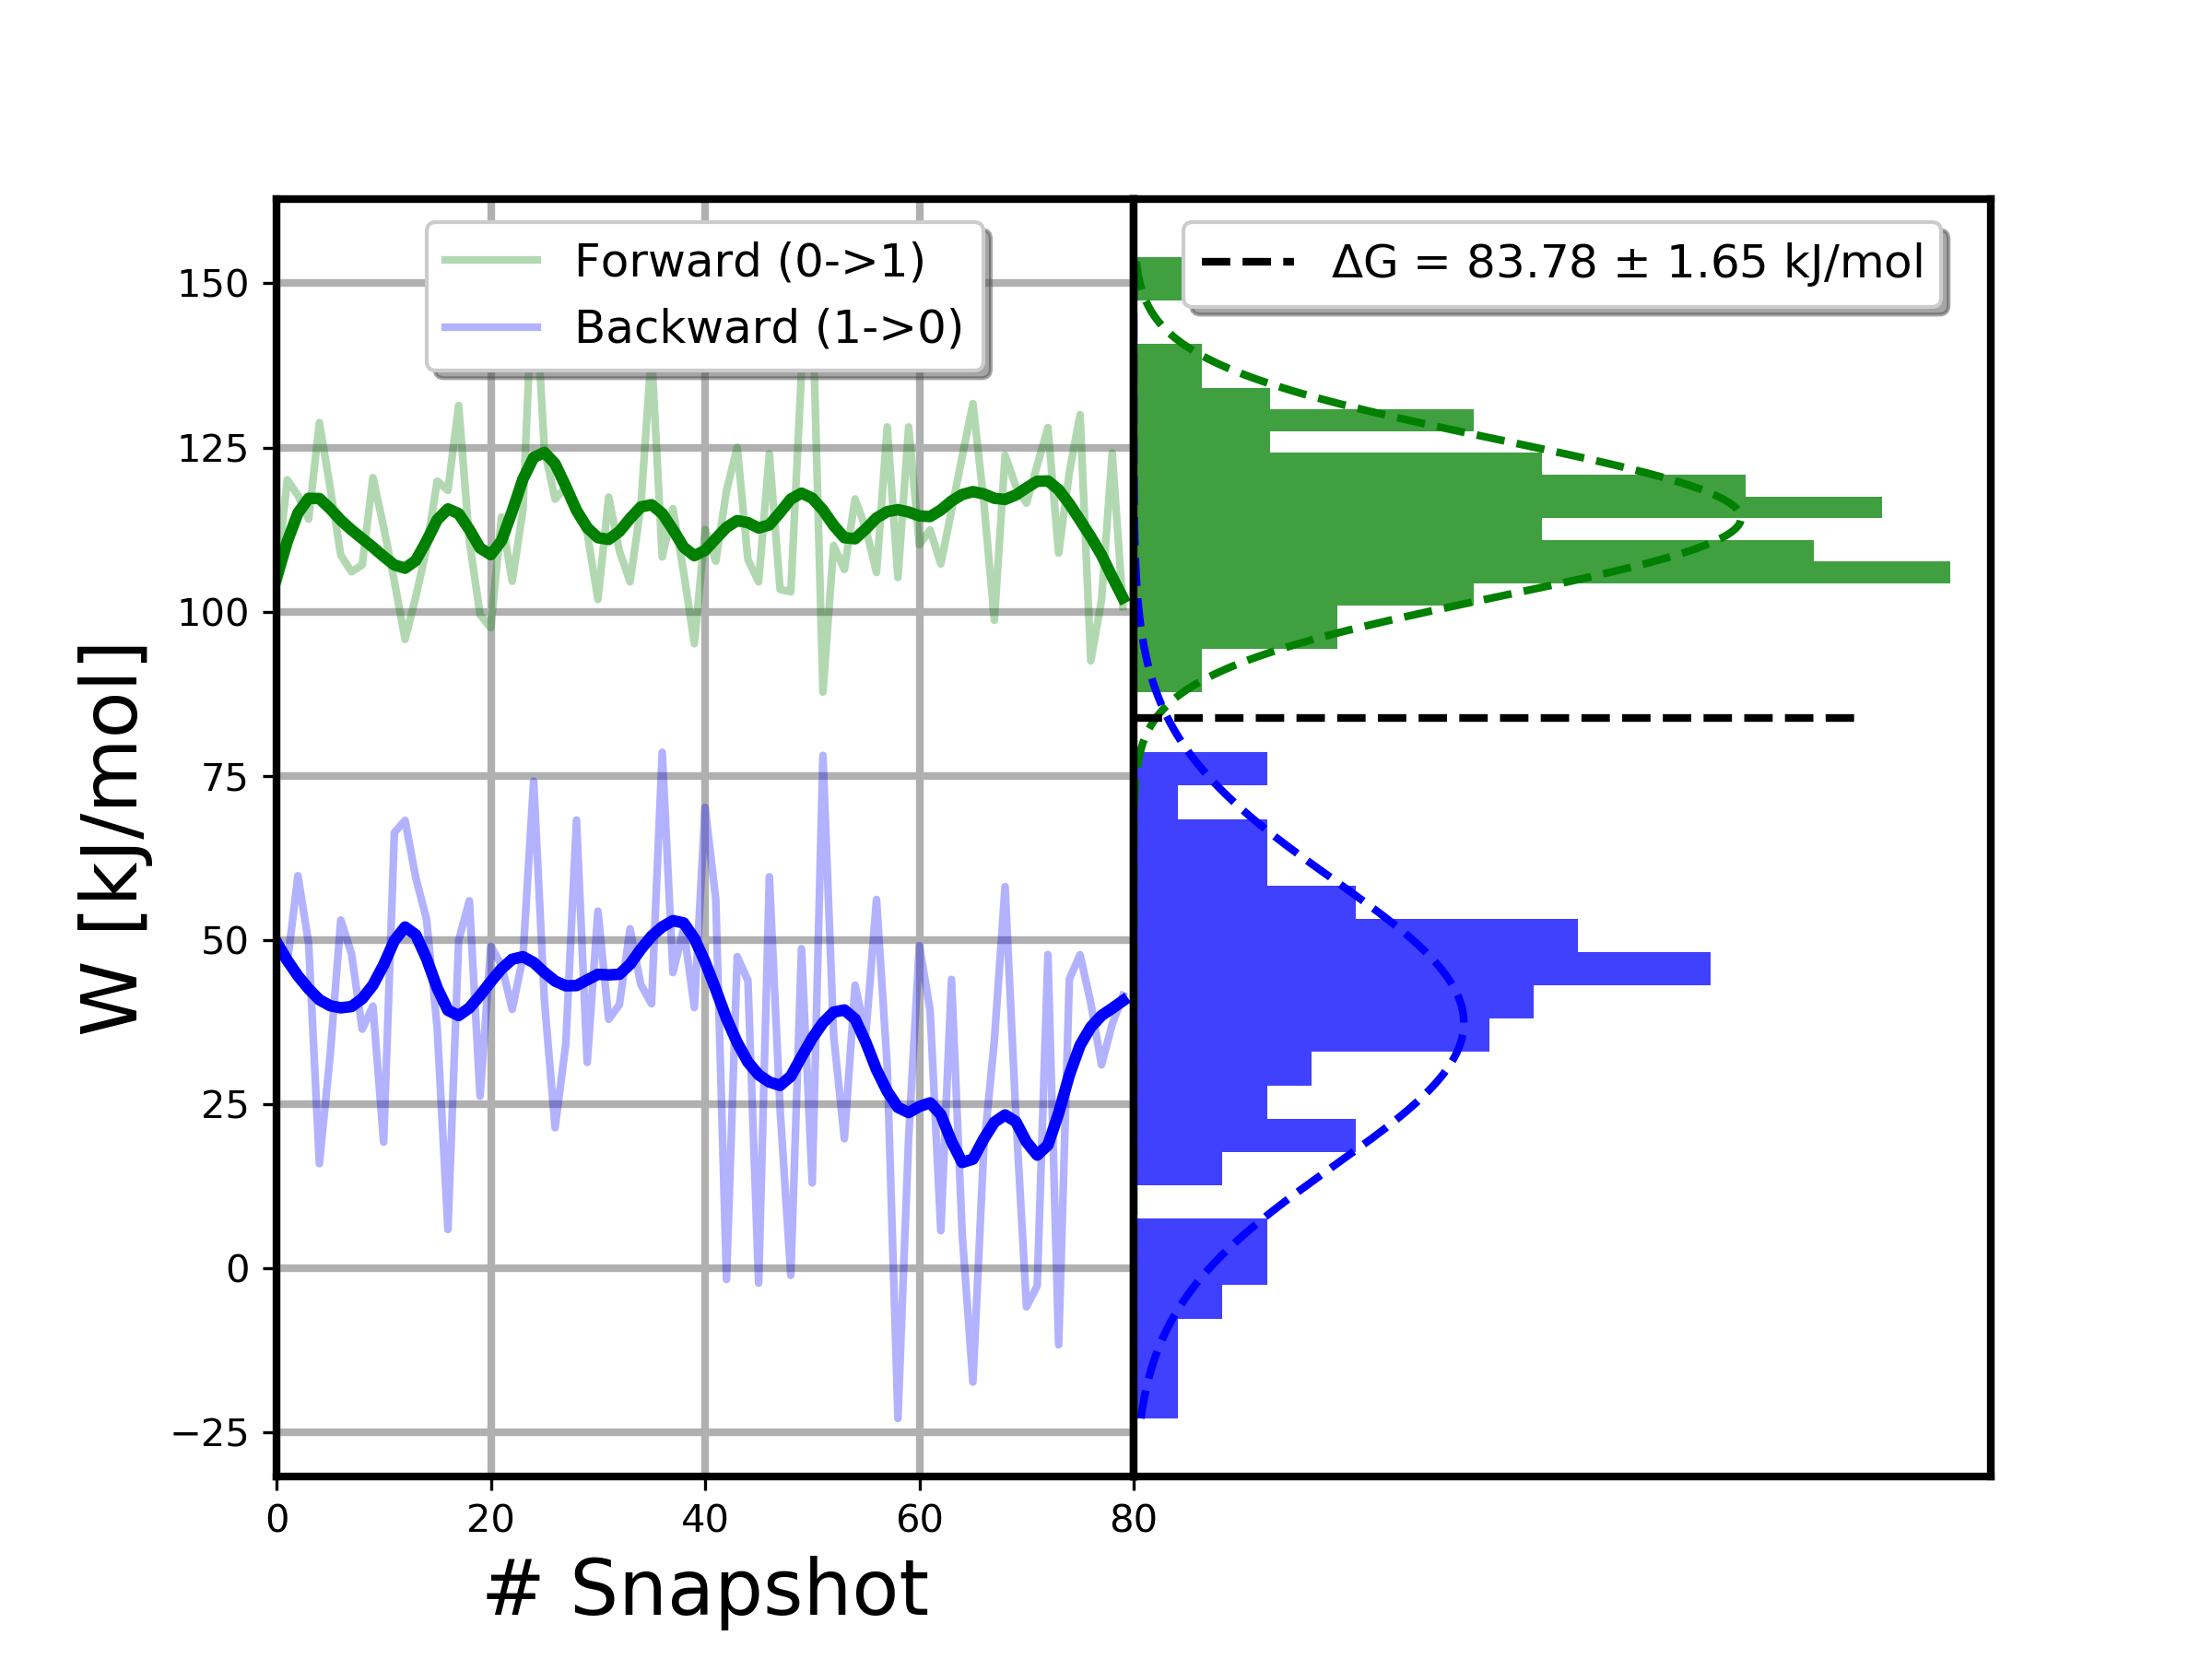 Forward (0->1)
Backward (1->0)
ΔG = 83.78 ± 1.65 kJ/mol
W [kJ/mol]
150
125
100
75
50
25
0
−25
0 20 40 60 80
# Snapshot